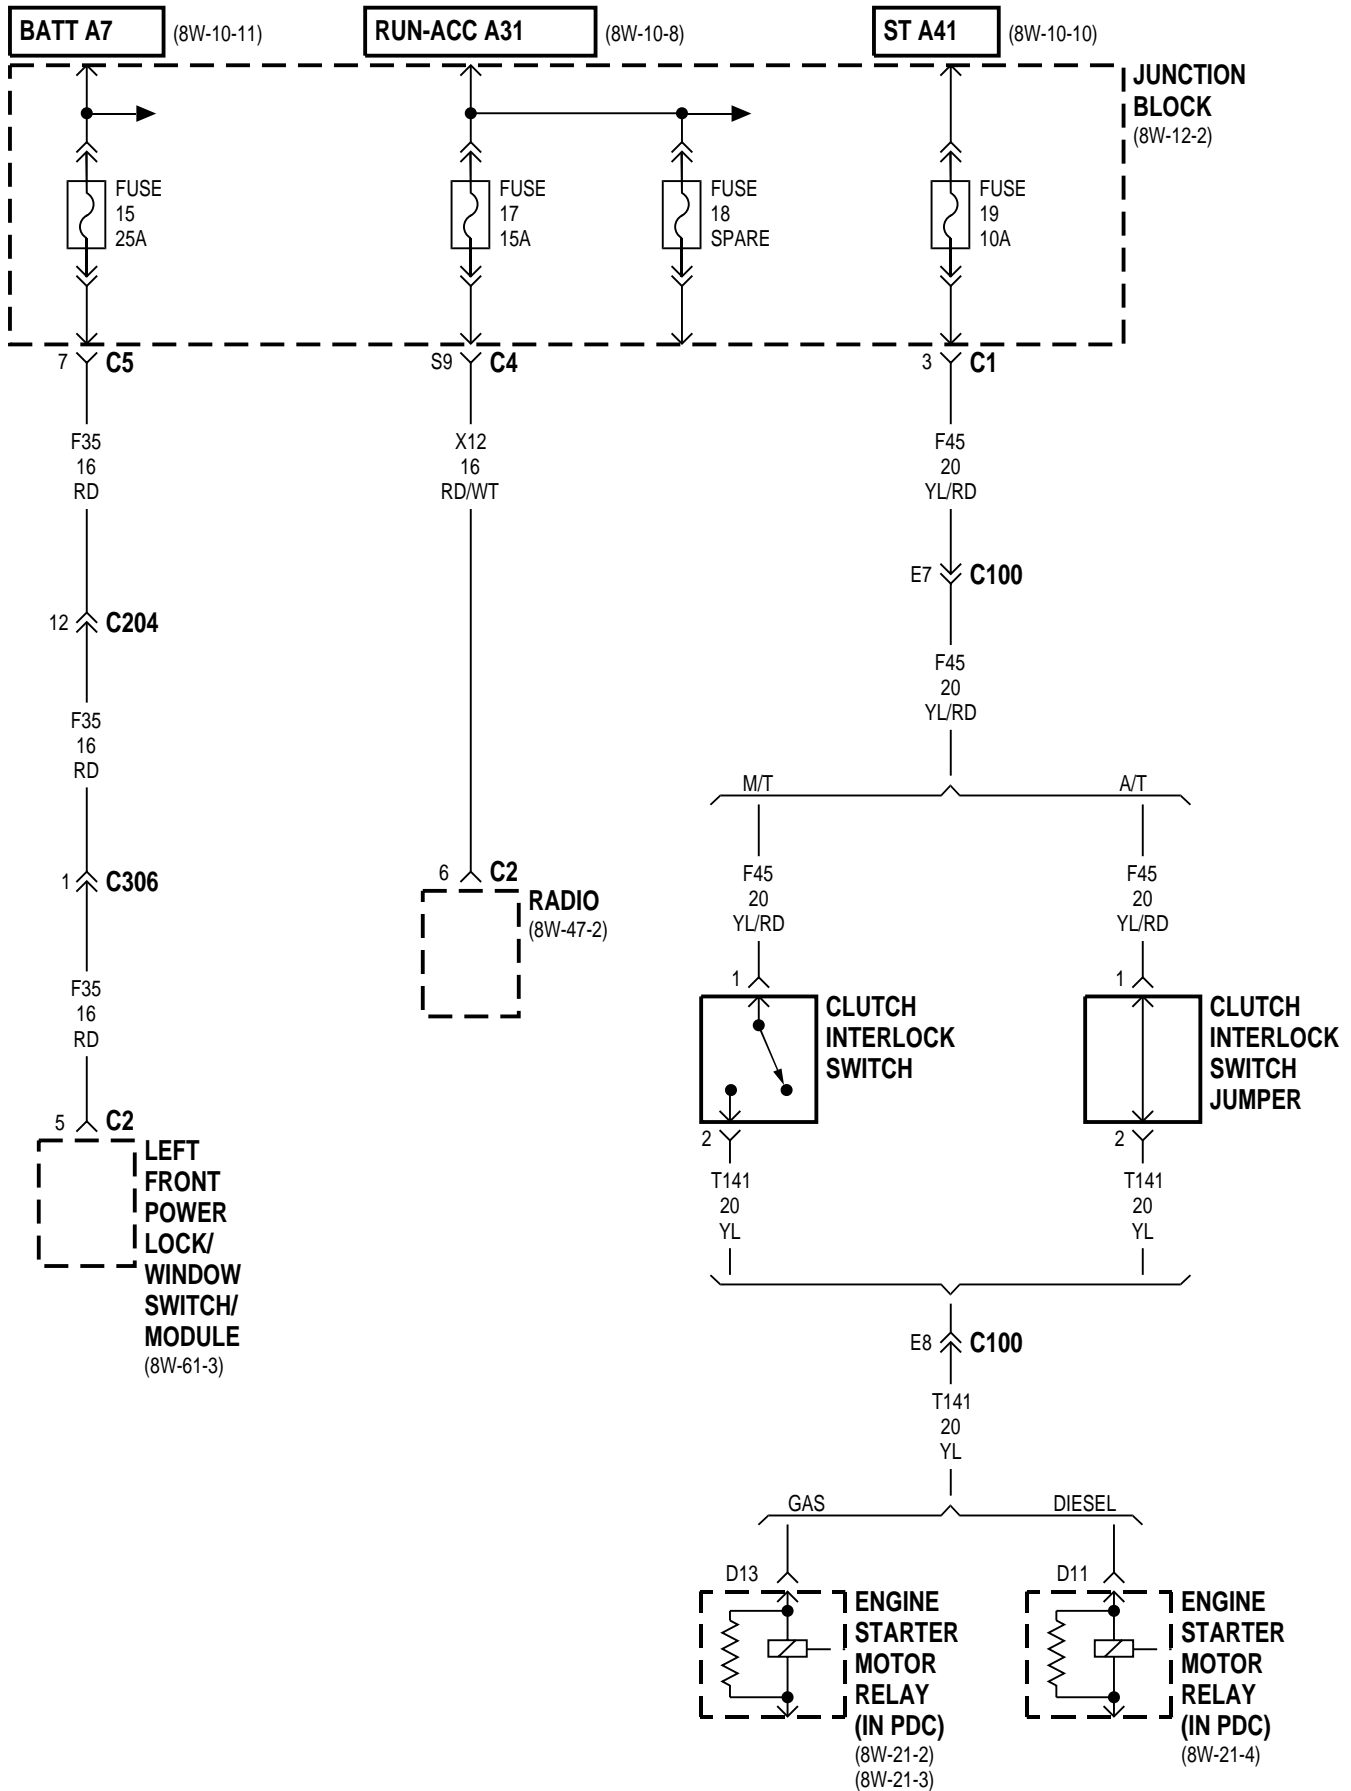 BATT A7 (8W-10-11)
RUN-ACC A31 (8W-10-8)
ST A41 (8W-10-10)
JUNCTION
BLOCK
(8W-12-2)
FUSE
15
25A
FUSE
17
15A
FUSE
18
SPARE
FUSE
19
10A
7 C5
S9 C4
3 C1
F35
16
RD
X12
16
RD/WT
F45
20
YL/RD
E7 C100
12 C204
F45
20
YL/RD
F35
16
RD
M/T
A/T
1 C306
6 C2
RADIO
(8W-47-2)
F45
20
YL/RD
F45
20
YL/RD
F35
16
RD
1
CLUTCH
INTERLOCK
SWITCH
2
1
CLUTCH
INTERLOCK
SWITCH
JUMPER
2
5 C2
LEFT
FRONT
POWER
LOCK/
WINDOW
SWITCH/
MODULE
(8W-61-3)
T141
20
YL
T141
20
YL
E8 C100
T141
20
YL
GAS
DIESEL
D13
ENGINE
STARTER
MOTOR
RELAY
(IN PDC)
(8W-21-2)
(8W-21-3)
D11
ENGINE
STARTER
MOTOR
RELAY
(IN PDC)
(8W-21-4)